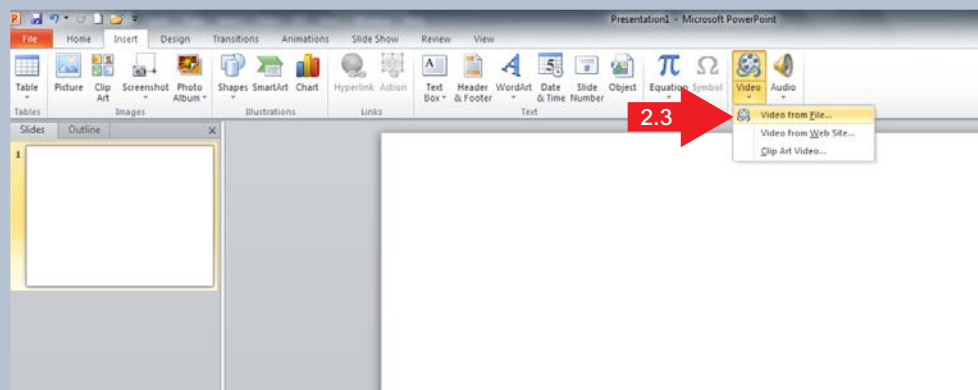 Presentation1 - Microsoft PowerPoint
File Home Insert Design Transitions Animations Slide Show Review View
Table Picture Clip Art Screenshot Photo Album Shapes SmartArt Chart Hyperlink Action Text Box Header & Footer WordArt Date & Time Slide Number Object Equation Symbol Video Audio
Tables Images Illustrations Links Text
Slides Outline
2.3
Video from File...
Video from Web Site...
Clip Art Video...
1